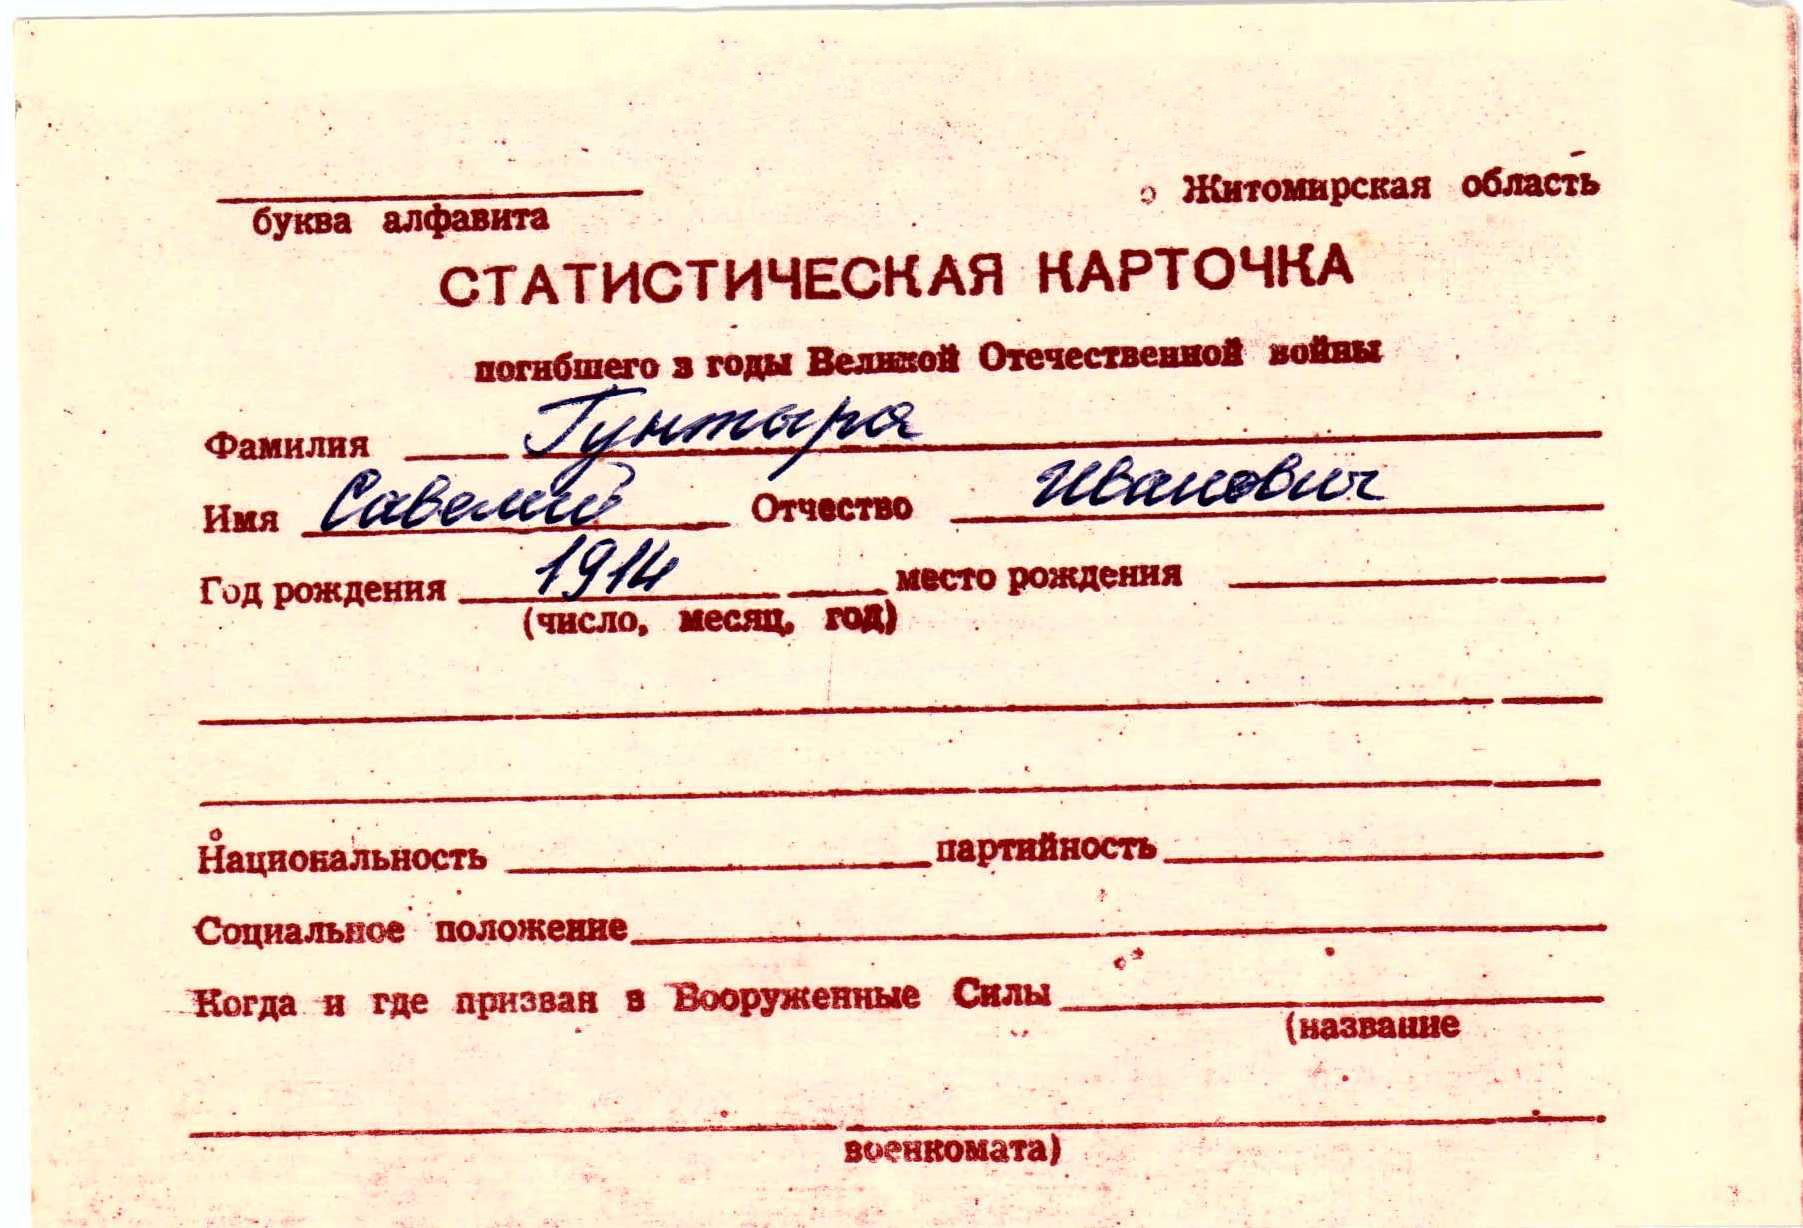 Житомирская область
буква алфавита
СТАТИСТИЧЕСКАЯ КАРТОЧКА
погибшего в годы Великой Отечественной войны
Фамилия Гунтыра
Имя Савелий Отчество Иванович
Год рождения 1914 место рождения
(число, месяц, год)
Национальность партийность
Социальное положение
Когда и где призван в Вооруженные Силы
(название
военкомата)